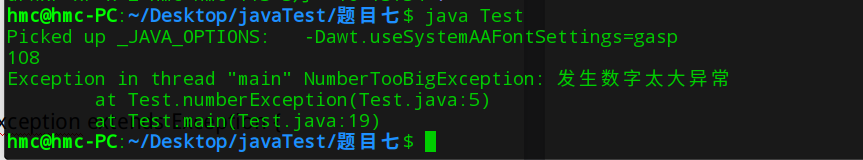 hmc@hmc-PC:~/Desktop/javaTest/题目七$ java Test
Picked up _JAVA_OPTIONS:   -Dawt.useSystemAAFontSettings=gasp
108
Exception in thread "main" NumberTooBigException: 发生数字太大异常
        at Test.numberException(Test.java:5)
        at Test.main(Test.java:19)
hmc@hmc-PC:~/Desktop/javaTest/题目七$